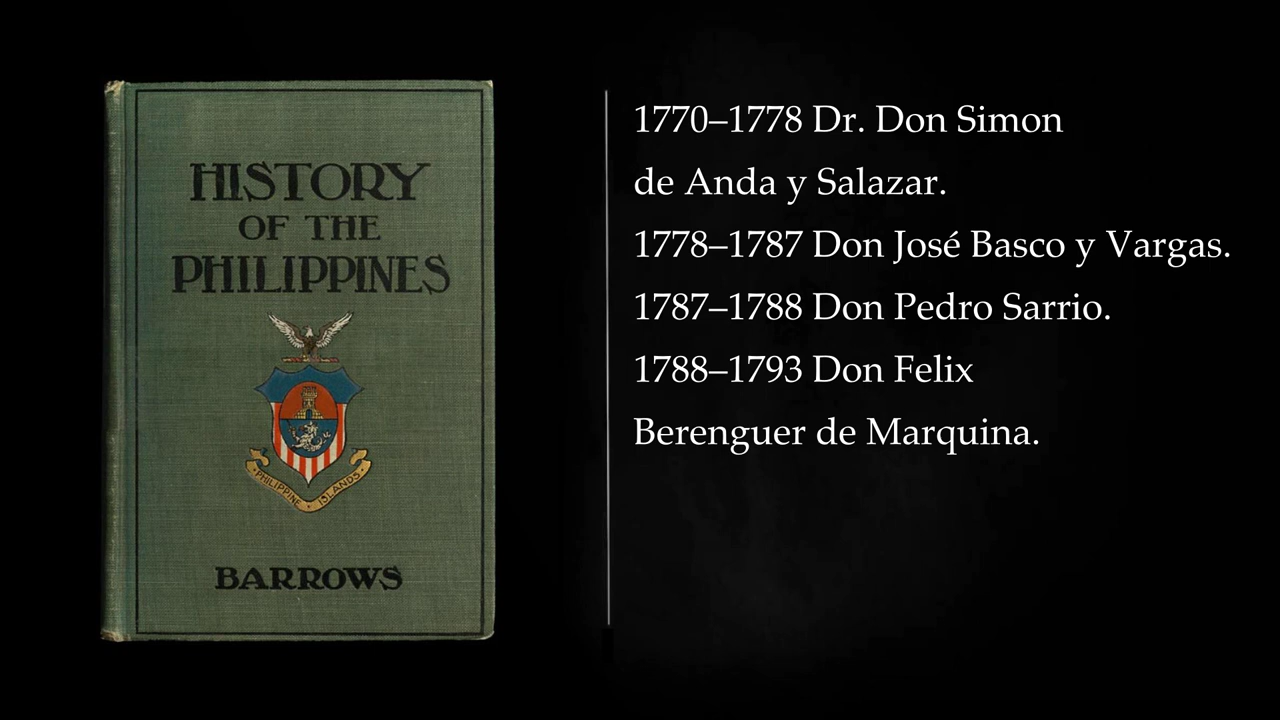 HISTORY
OF THE
PHILIPPINES
PHILIPPINE ISLANDS
BARROWS
1770–1778 Dr. Don Simon
de Anda y Salazar.
1778–1787 Don José Basco y Vargas.
1787–1788 Don Pedro Sarrio.
1788–1793 Don Felix
Berenguer de Marquina.